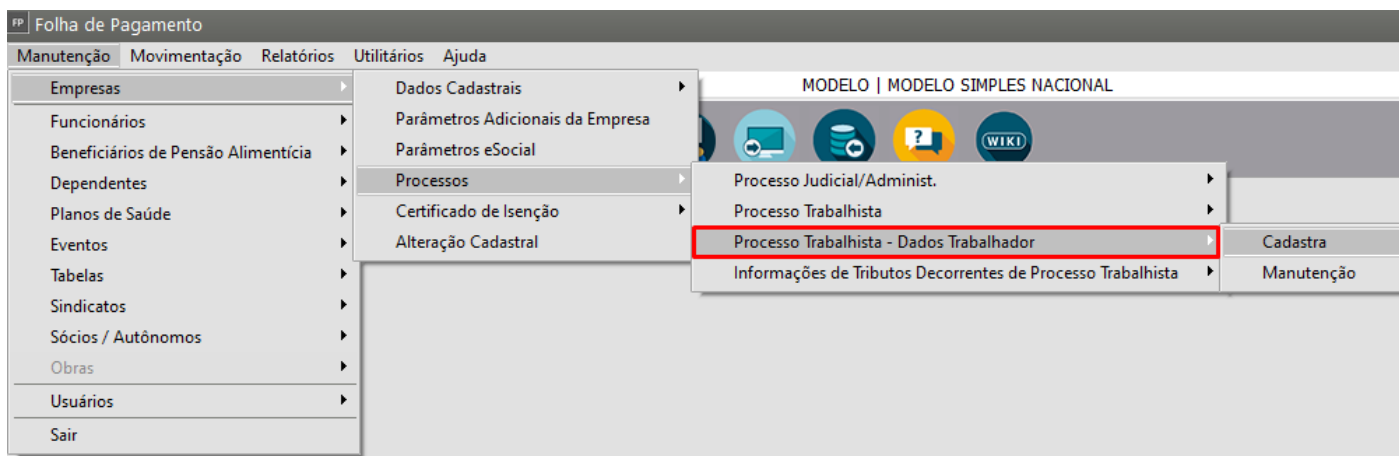 FP Folha de Pagamento
Manutenção Movimentação Relatórios Utilitários Ajuda
MODELO | MODELO SIMPLES NACIONAL
? WIKI
Empresas
Funcionários
Beneficiários de Pensão Alimentícia
Dependentes
Planos de Saúde
Eventos
Tabelas
Sindicatos
Sócios / Autônomos
Obras
Usuários
Sair
Dados Cadastrais
Parâmetros Adicionais da Empresa
Parâmetros eSocial
Processos
Certificado de Isenção
Alteração Cadastral
Processo Judicial/Administ.
Processo Trabalhista
Processo Trabalhista - Dados Trabalhador
Informações de Tributos Decorrentes de Processo Trabalhista
Cadastra
Manutenção